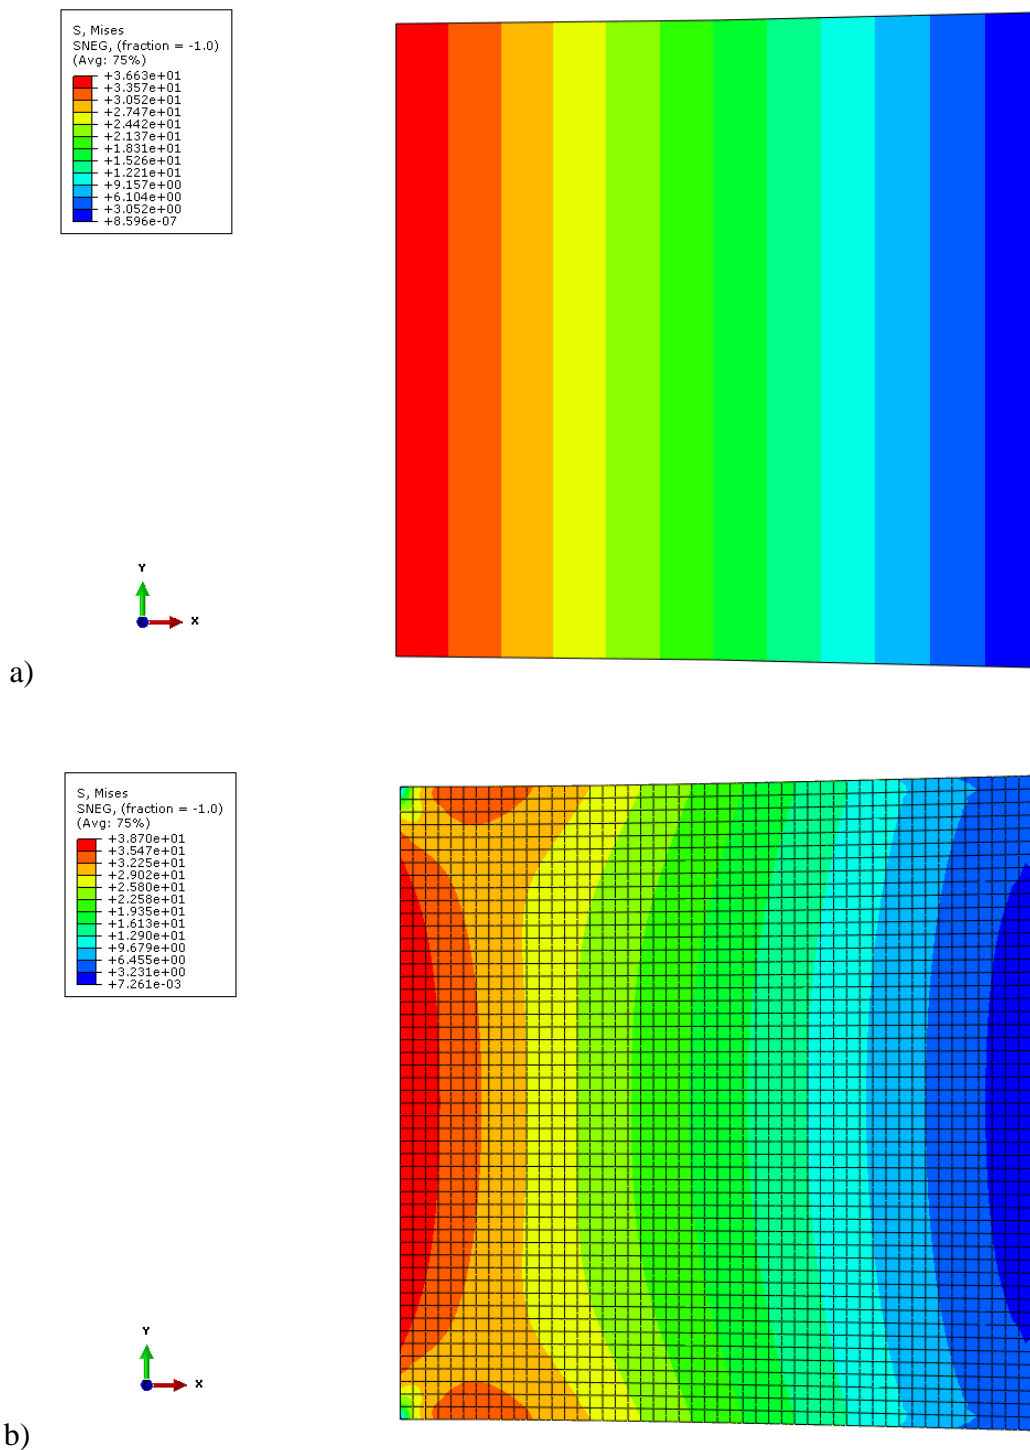 S, Mises
SNEG, (fraction = -1.0)
(Avg: 75%)
+3.663e+01
+3.357e+01
+3.052e+01
+2.747e+01
+2.442e+01
+2.137e+01
+1.831e+01
+1.526e+01
+1.221e+01
+9.157e+00
+6.104e+00
+3.052e+00
+8.596e-07
Y
X
a)
S, Mises
SNEG, (fraction = -1.0)
(Avg: 75%)
+3.870e+01
+3.547e+01
+3.225e+01
+2.902e+01
+2.580e+01
+2.258e+01
+1.935e+01
+1.613e+01
+1.290e+01
+9.679e+00
+6.455e+00
+3.231e+00
+7.261e-03
Y
X
b)